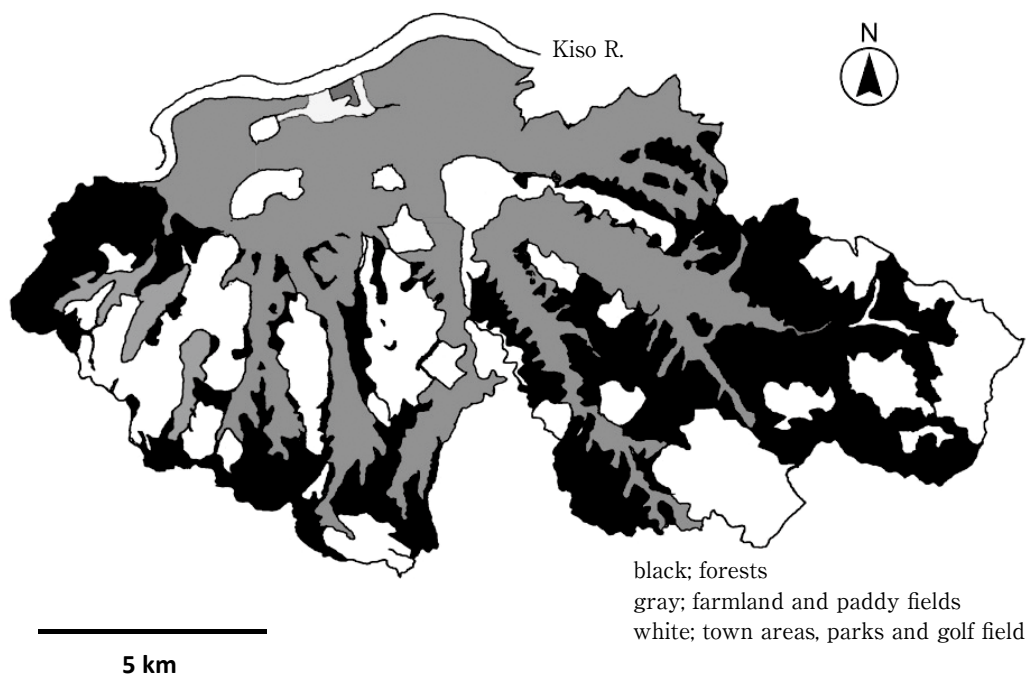 Kiso R.
N
black; forests
gray; farmland and paddy fields
white; town areas, parks and golf field
5 km